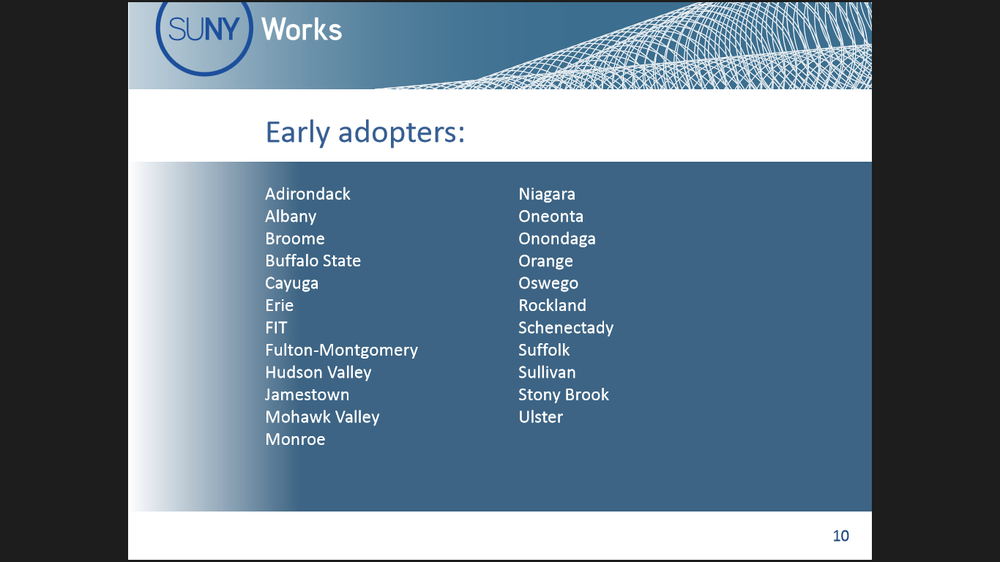 SUNY Works
Early adopters:
Adirondack
Albany
Broome
Buffalo State
Cayuga
Erie
FIT
Fulton-Montgomery
Hudson Valley
Jamestown
Mohawk Valley
Monroe
Niagara
Oneonta
Onondaga
Orange
Oswego
Rockland
Schenectady
Suffolk
Sullivan
Stony Brook
Ulster
10